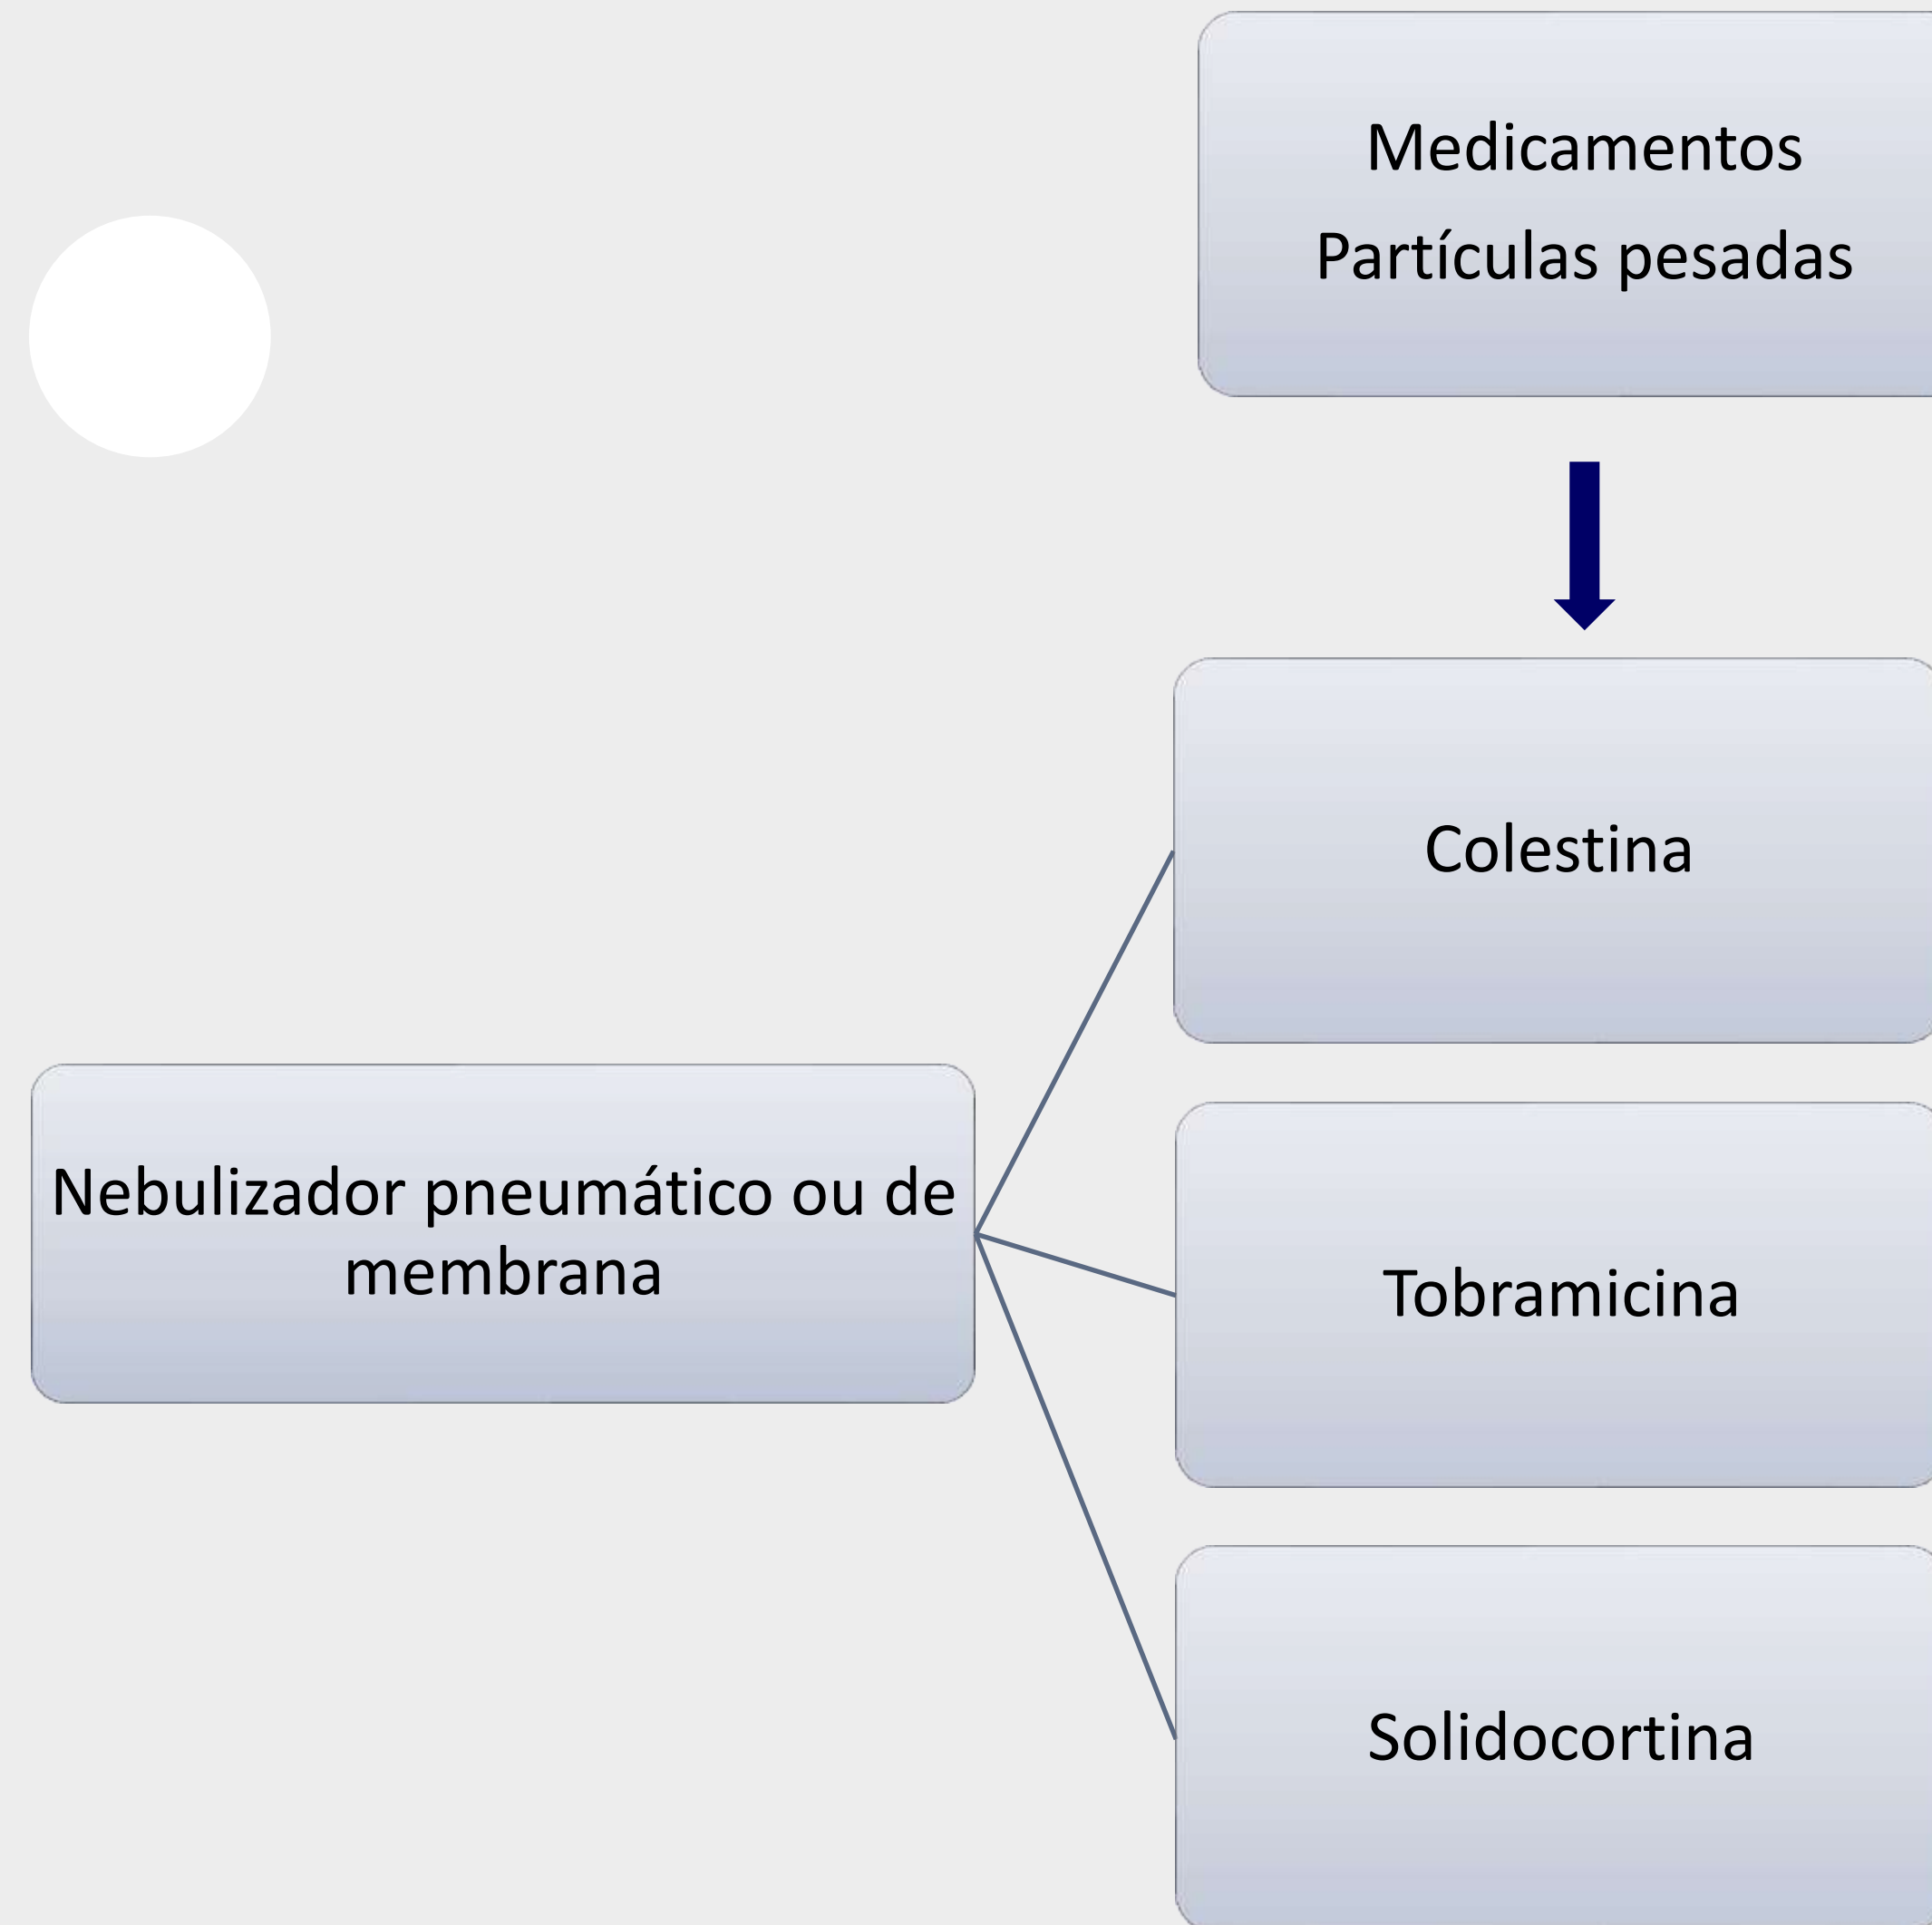 Medicamentos
Partículas pesadas
Colestina
Nebulizador pneumático ou de
membrana
Tobramicina
Solidocortina